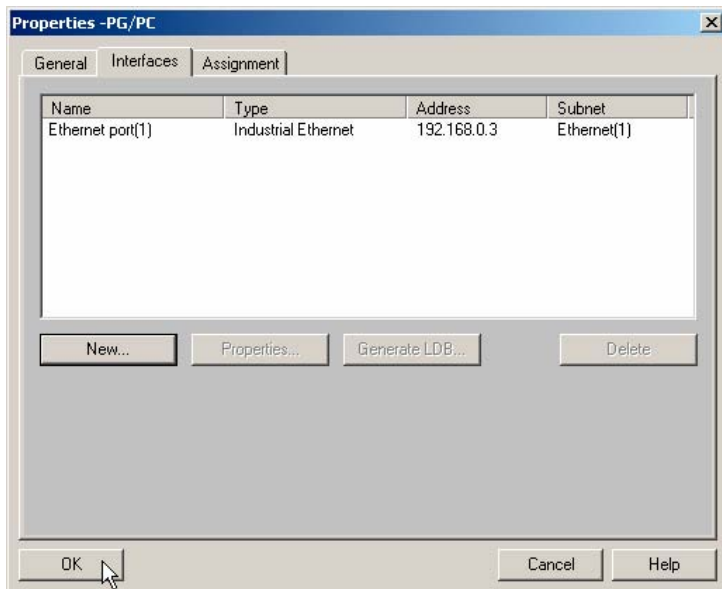 Properties -PG/PC
General Interfaces Assignment
Name Type Address Subnet
Ethernet port(1) Industrial Ethernet 192.168.0.3 Ethernet(1)
New... Properties... Generate LDB... Delete
OK Cancel Help